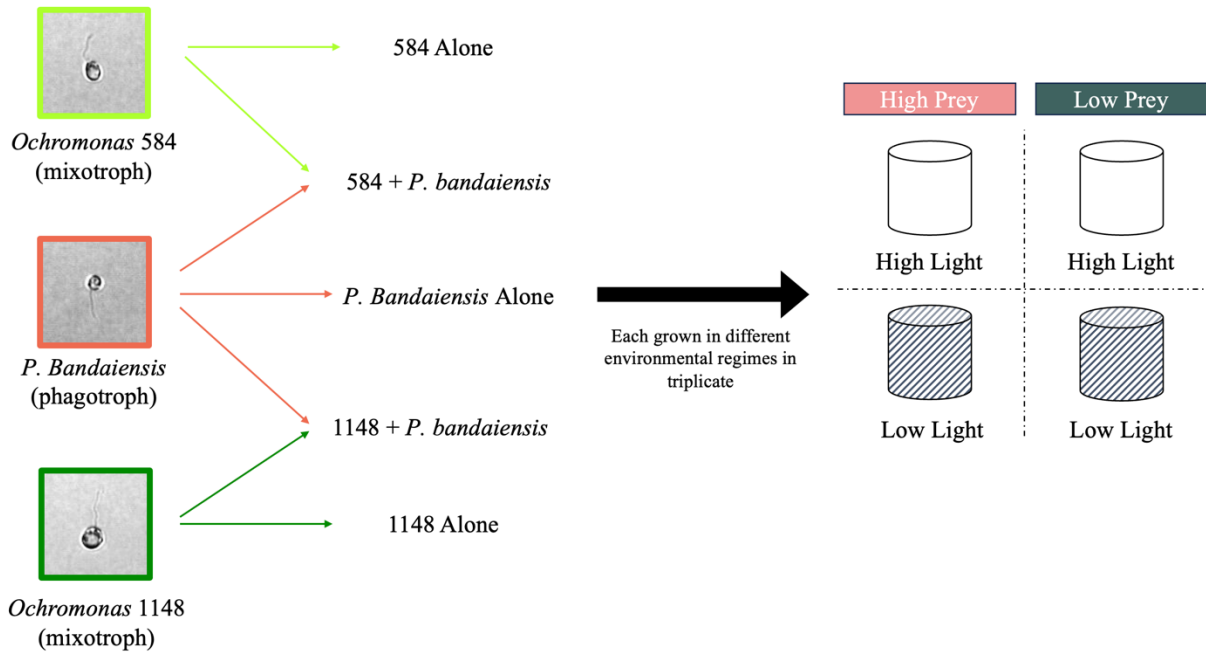 584 Alone
Ochromonas 584
(mixotroph)
584 + P. bandaiensis
P. Bandaiensis Alone
P. Bandaiensis
(phagotroph)
1148 + P. bandaiensis
1148 Alone
Ochromonas 1148
(mixotroph)
Each grown in different
environmental regimes in
triplicate
High Prey
Low Prey
High Light
High Light
Low Light
Low Light